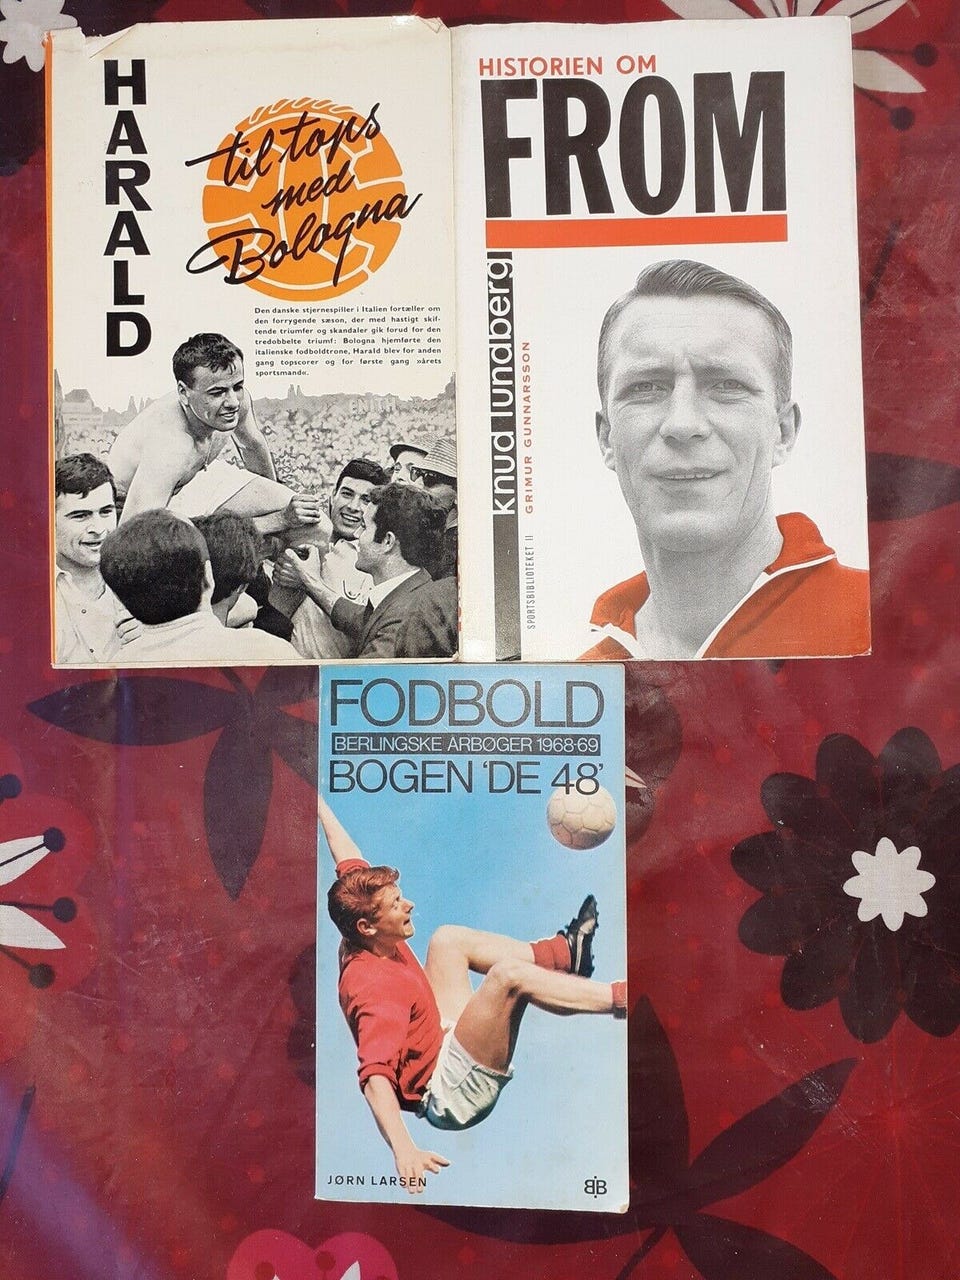 HARALD
til tops
med
Bologna
Den danske stjernespiller i Italien fortæller om
den forrygende sæson, der med hastigt skif-
tende triumfer og skandaler gik forud for den
tredobbelte triumf: Bologna hjemførte den
italienske fodboldtrone, Harald blev for anden
gang topscorer og for første gang »årets
sportsmand«.
HISTORIEN OM
FROM
knud lundberg
GRIMUR GUNNARSSON
SPORTSBIBLIOTEKET II
FODBOLD
BERLINGSKE ÅRBØGER 1968-69
BOGEN 'DE 48'
JØRN LARSEN
BB